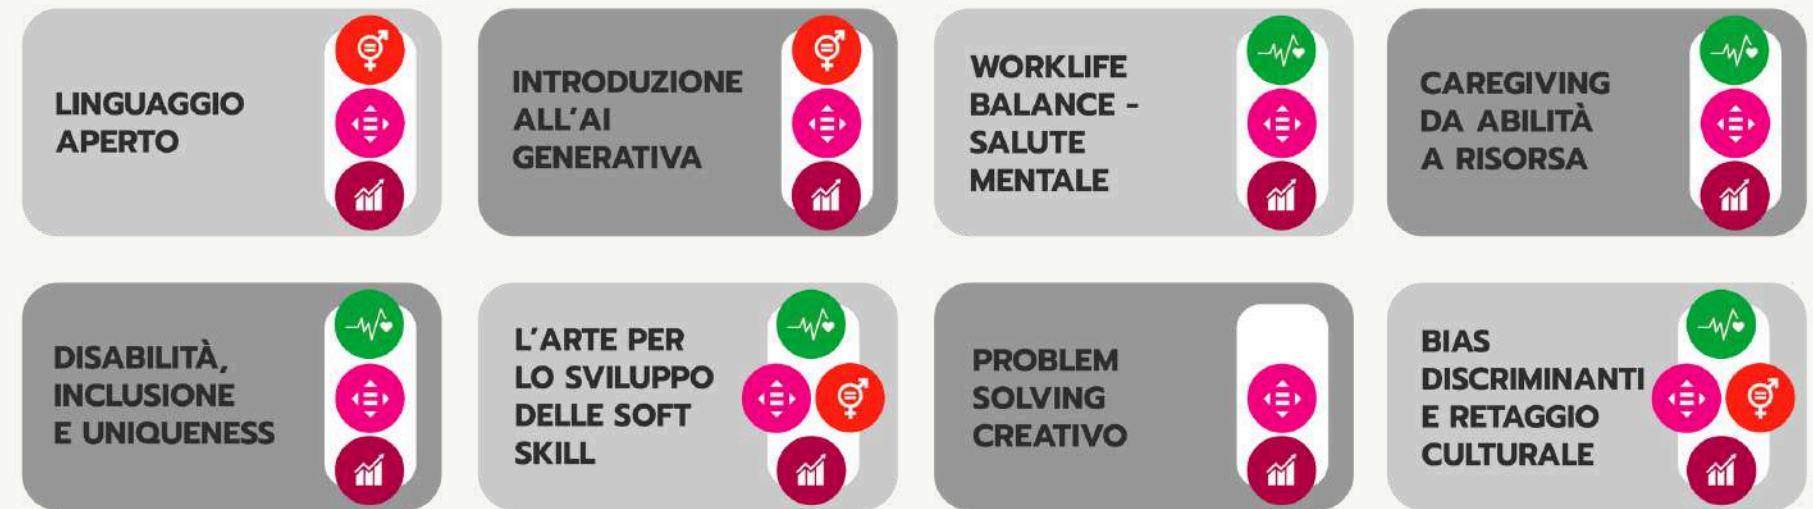 LINGUAGGIO
APERTO
INTRODUZIONE
ALL'AI
GENERATIVA
WORKLIFE
BALANCE -
SALUTE
MENTALE
CAREGIVING
DA ABILITÀ
A RISORSA
DISABILITÀ,
INCLUSIONE
E UNIQUENESS
L'ARTE PER
LO SVILUPPO
DELLE SOFT
SKILL
PROBLEM
SOLVING
CREATIVO
BIAS
DISCRIMINANTI
E RETAGGIO
CULTURALE